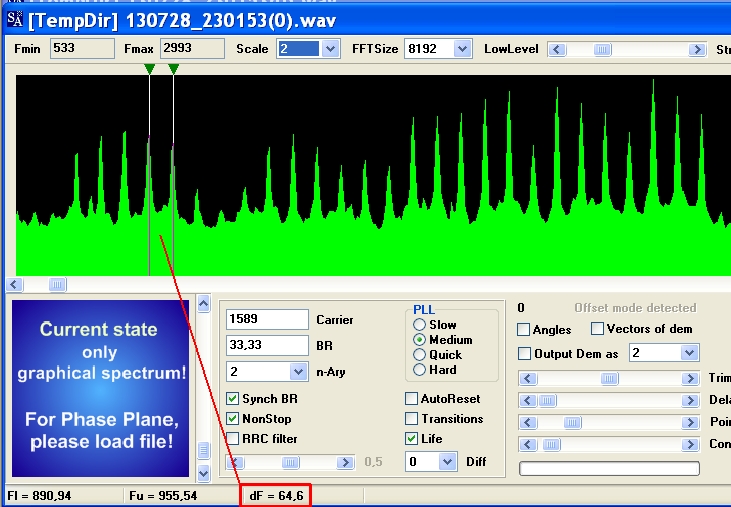 SA [TempDir] 130728_230153(0).wav
Fmin 533 Fmax 2993 Scale 2 FFTSize 8192 LowLevel Str
Current state
only
graphical spectrum!
For Phase Plane,
please load file!
1589 Carrier
33,33 BR
2 n-Ary
Synch BR
NonStop
RRC filter
0,5
PLL
Slow
Medium
Quick
Hard
AutoReset
Transitions
Life
0 Diff
0 Offset mode detected
Angles Vectors of dem
Output Dem as 2
Trim
Dela
Poi
Con
Fl = 890,94 Fu = 955,54 dF = 64,6